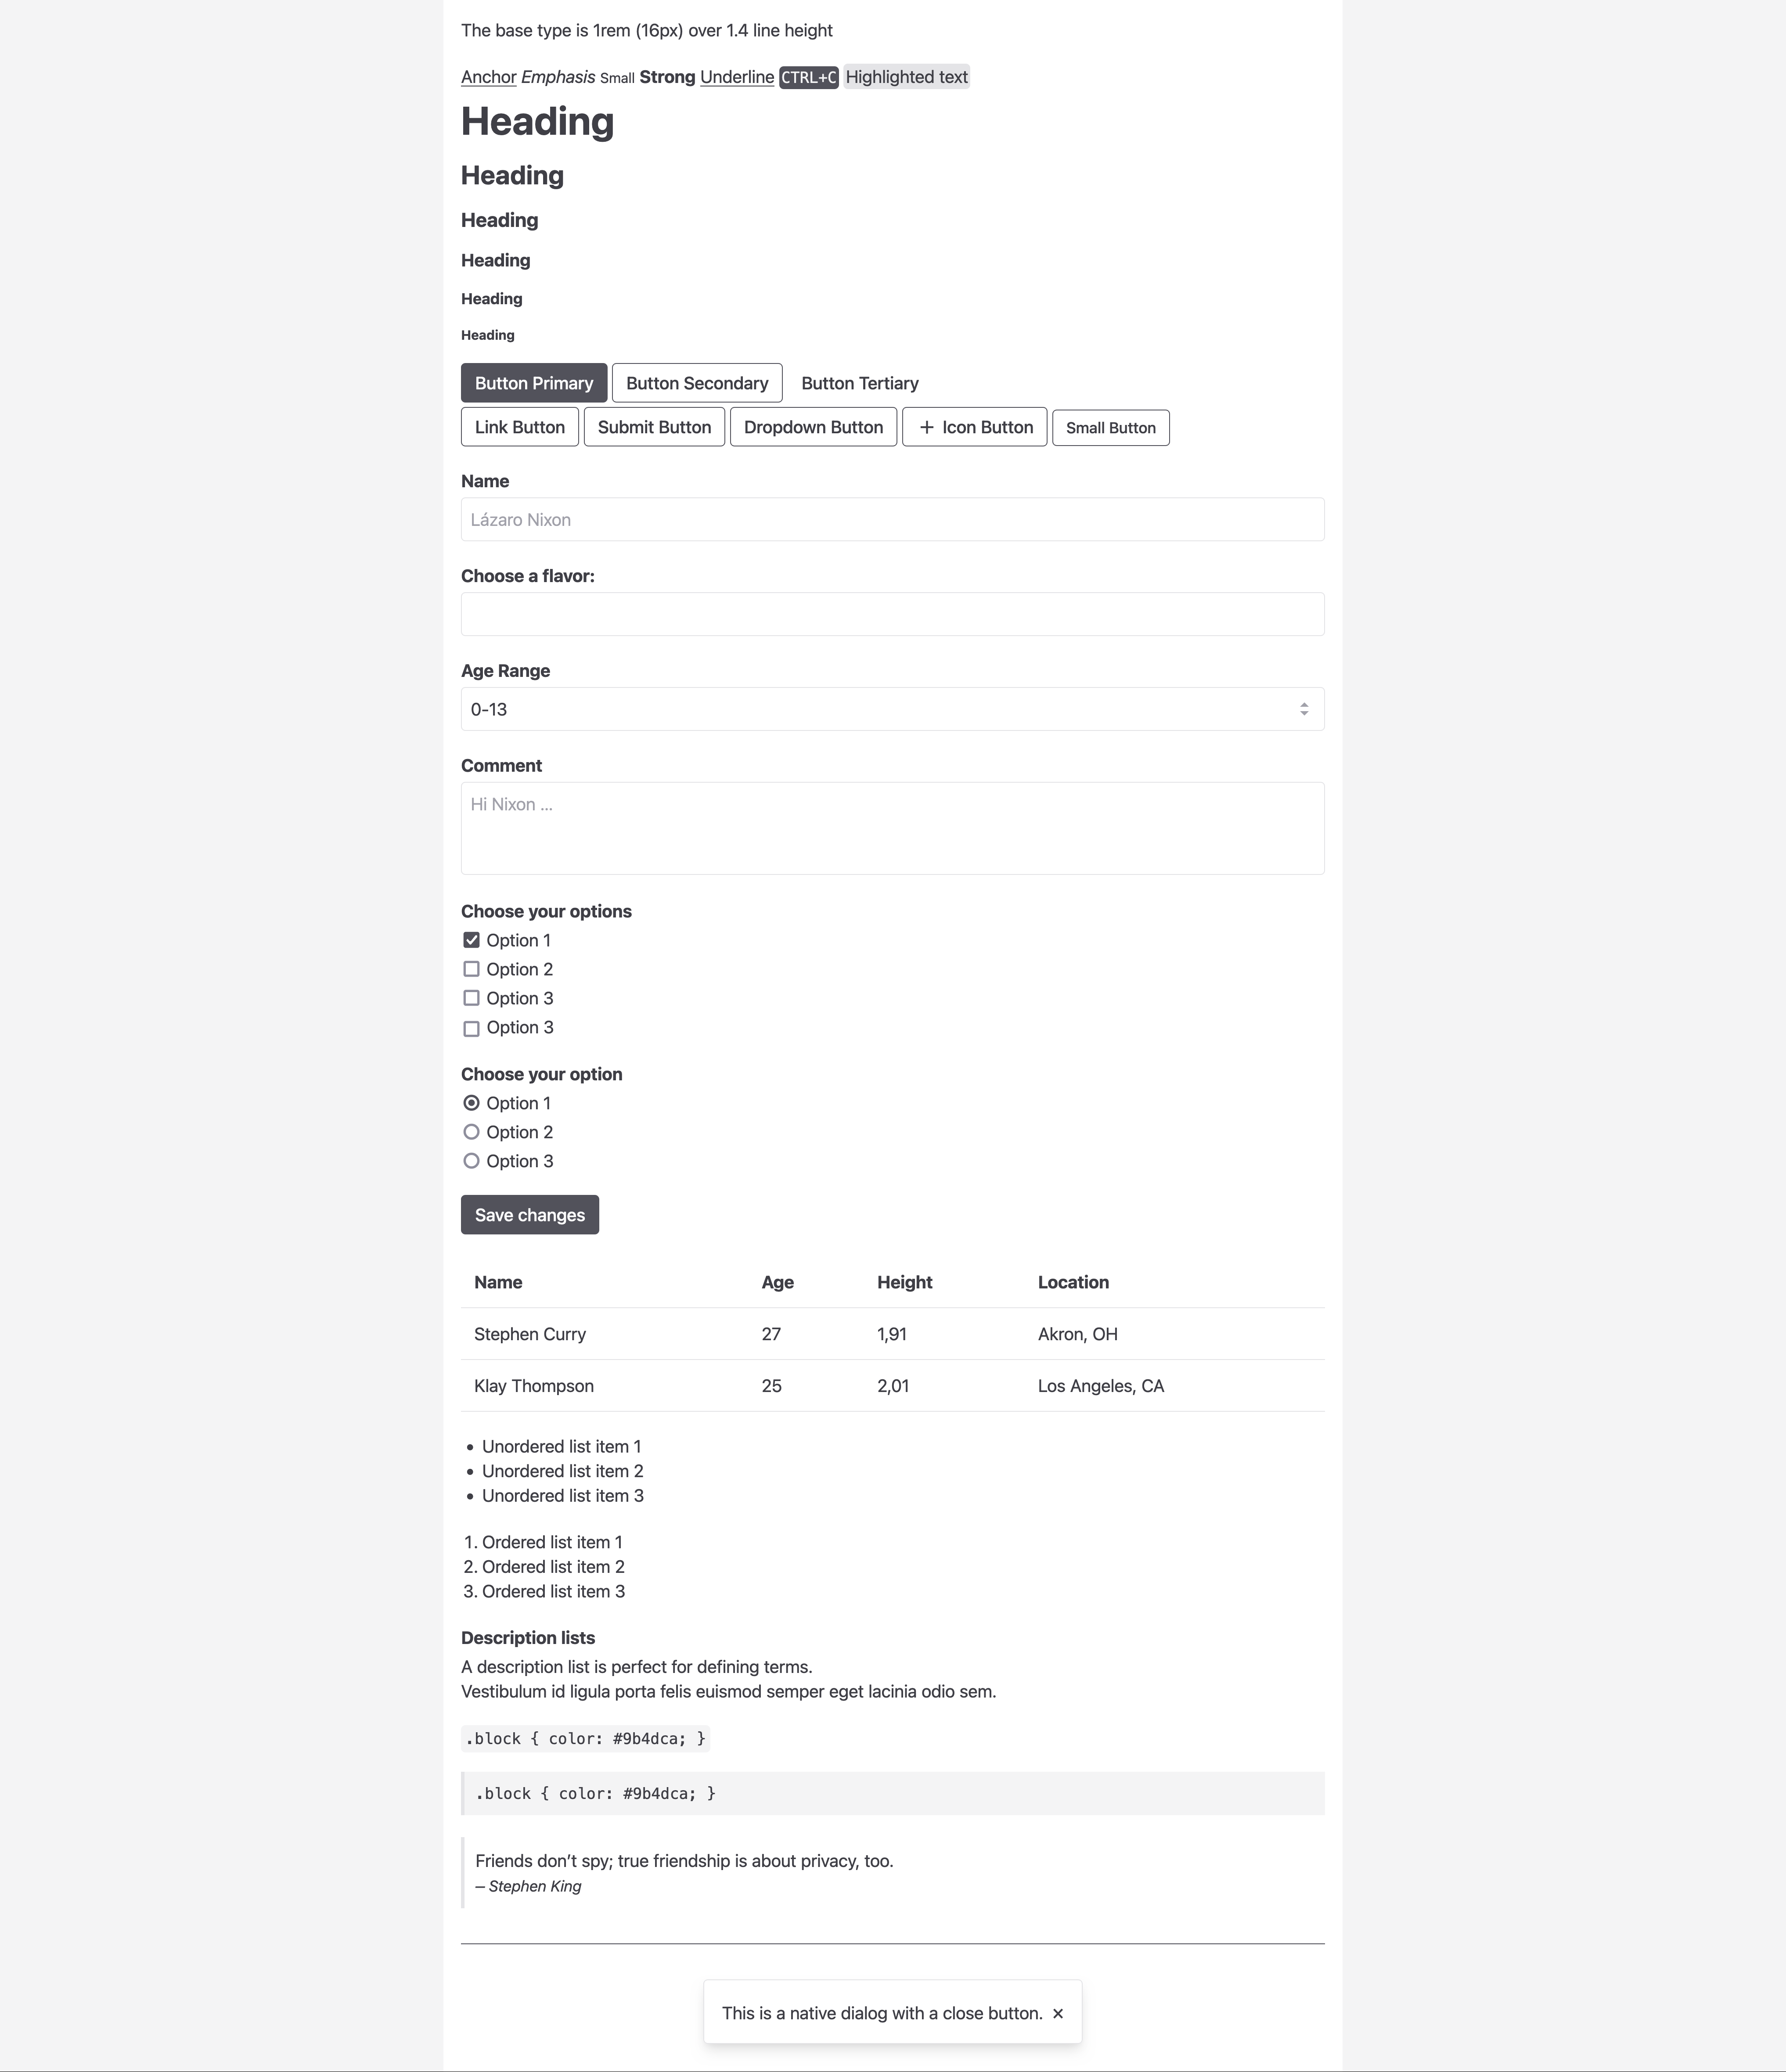 The base type is 1rem (16px) over 1.4 line height
Anchor Emphasis Small Strong Underline CTRL+C Highlighted text
Heading
Heading
Heading
Heading
Heading
Heading
Button Primary Button Secondary Button Tertiary
Link Button Submit Button Dropdown Button + Icon Button Small Button
Name
Lázaro Nixon
Choose a flavor:
Age Range
0-13
Comment
Hi Nixon ...
Choose your options
Option 1
Option 2
Option 3
Option 3
Choose your option
Option 1
Option 2
Option 3
Save changes
Name Age Height Location
Stephen Curry 27 1,91 Akron, OH
Klay Thompson 25 2,01 Los Angeles, CA
• Unordered list item 1
• Unordered list item 2
• Unordered list item 3
1. Ordered list item 1
2. Ordered list item 2
3. Ordered list item 3
Description lists
A description list is perfect for defining terms.
Vestibulum id ligula porta felis euismod semper eget lacinia odio sem.
.block { color: #9b4dca; }
.block { color: #9b4dca; }
Friends don’t spy; true friendship is about privacy, too.
– Stephen King
This is a native dialog with a close button. ×